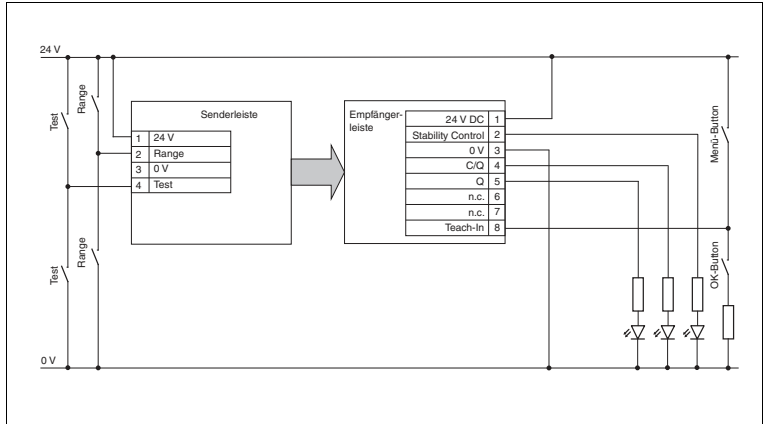 24 V
Test
Range
Test
Range
Senderleiste
1 24 V
2 Range
3 0 V
4 Test
Empfänger-
leiste
24 V DC 1
Stability Control 2
0 V 3
C/Q 4
Q 5
n.c. 6
n.c. 7
Teach-In 8
Menü-Button
OK-Button
0 V